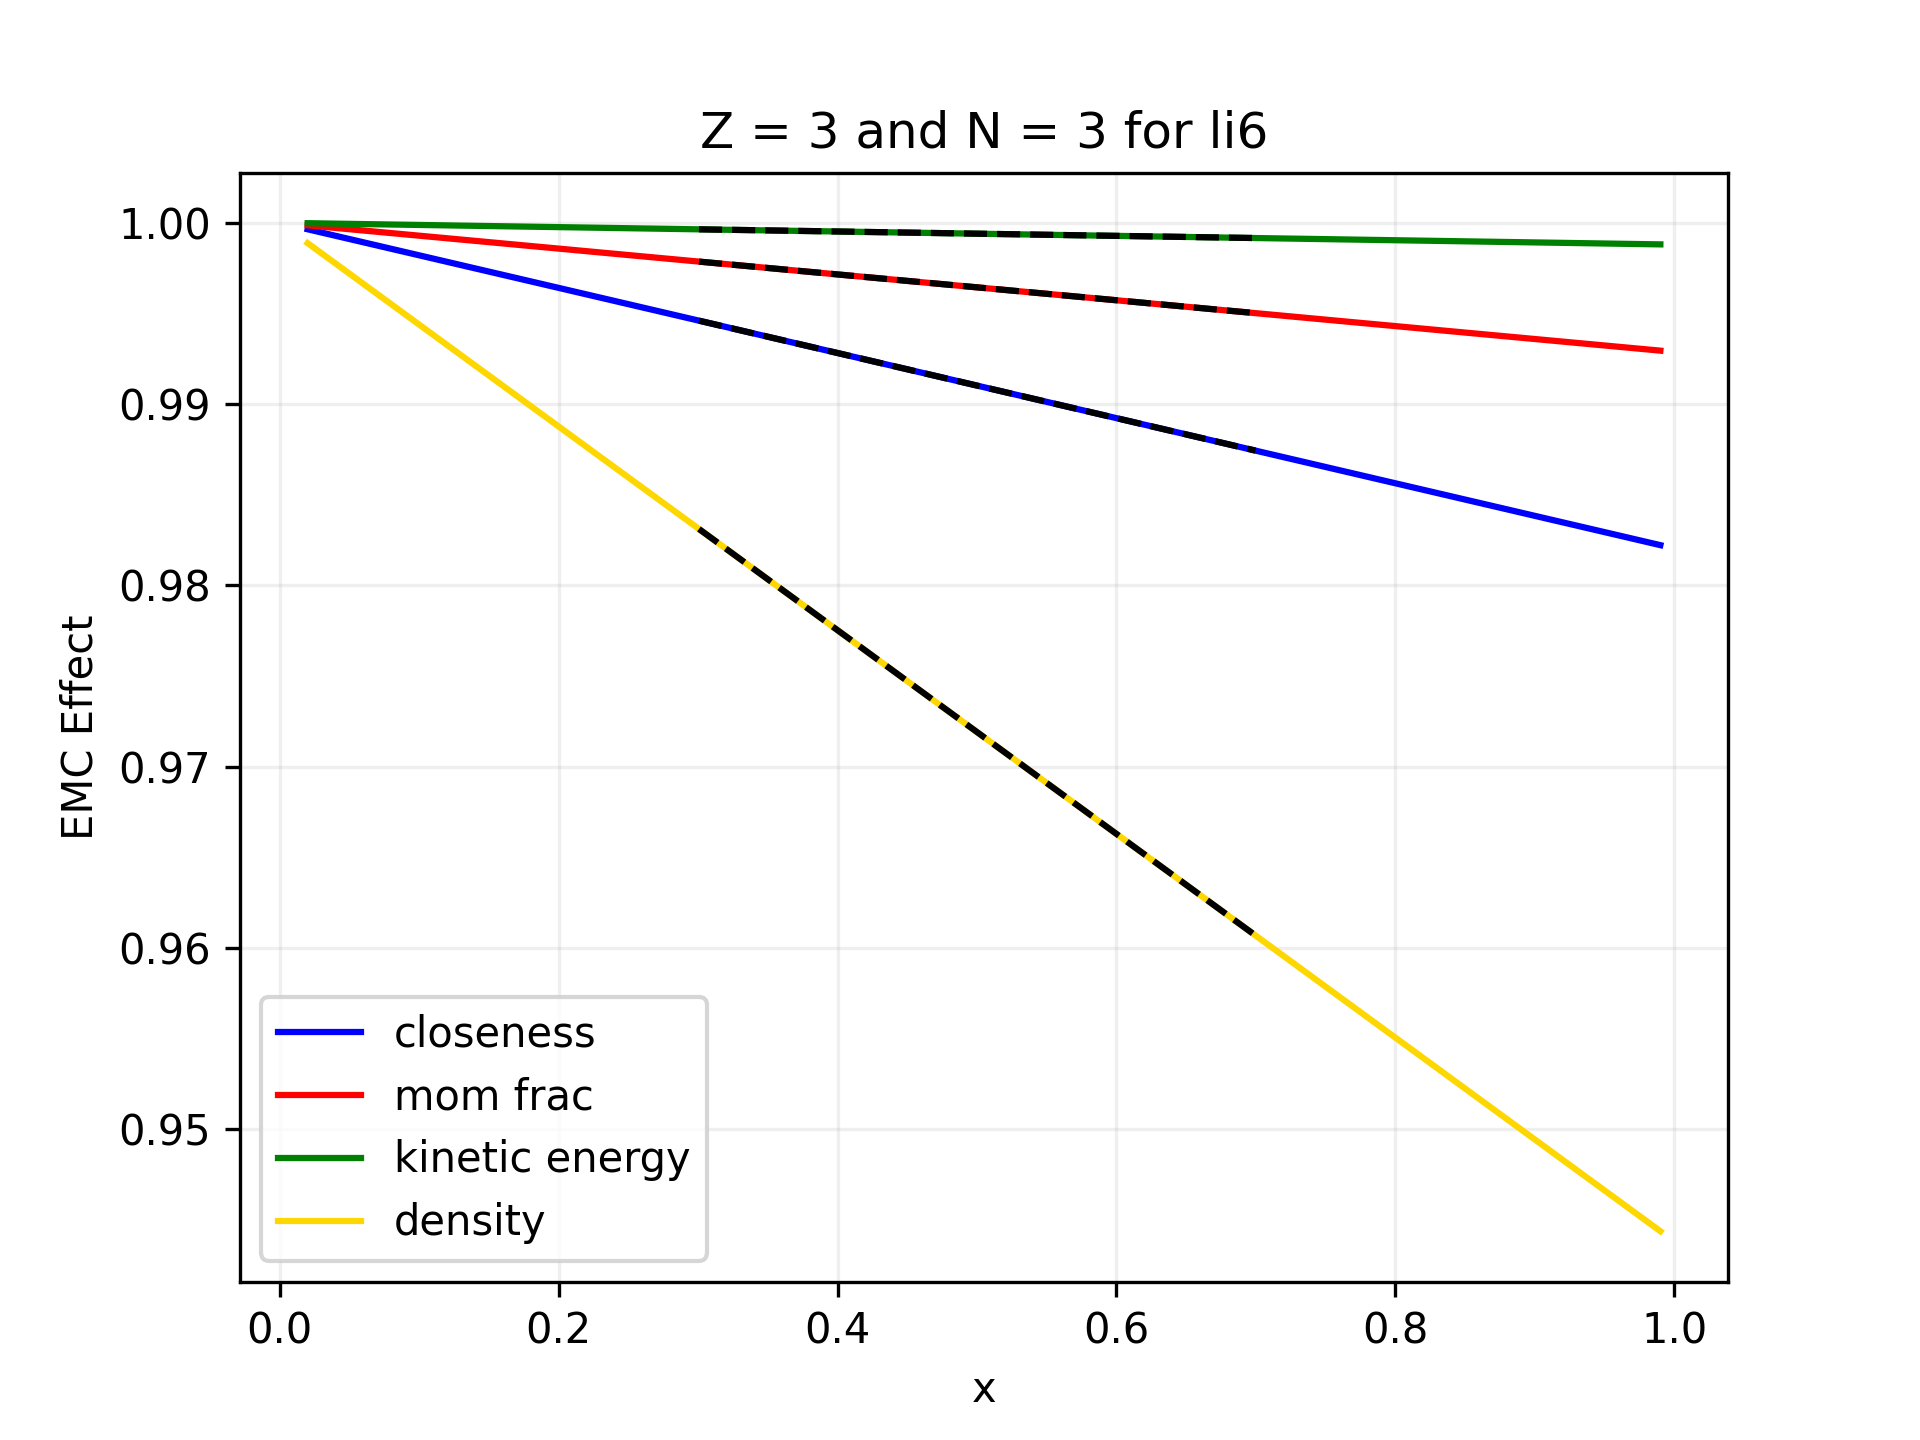 Z = 3 and N = 3 for li6
EMC Effect
1.00
0.99
0.98
0.97
0.96
0.95
closeness
mom frac
kinetic energy
density
0.0 0.2 0.4 0.6 0.8 1.0
x